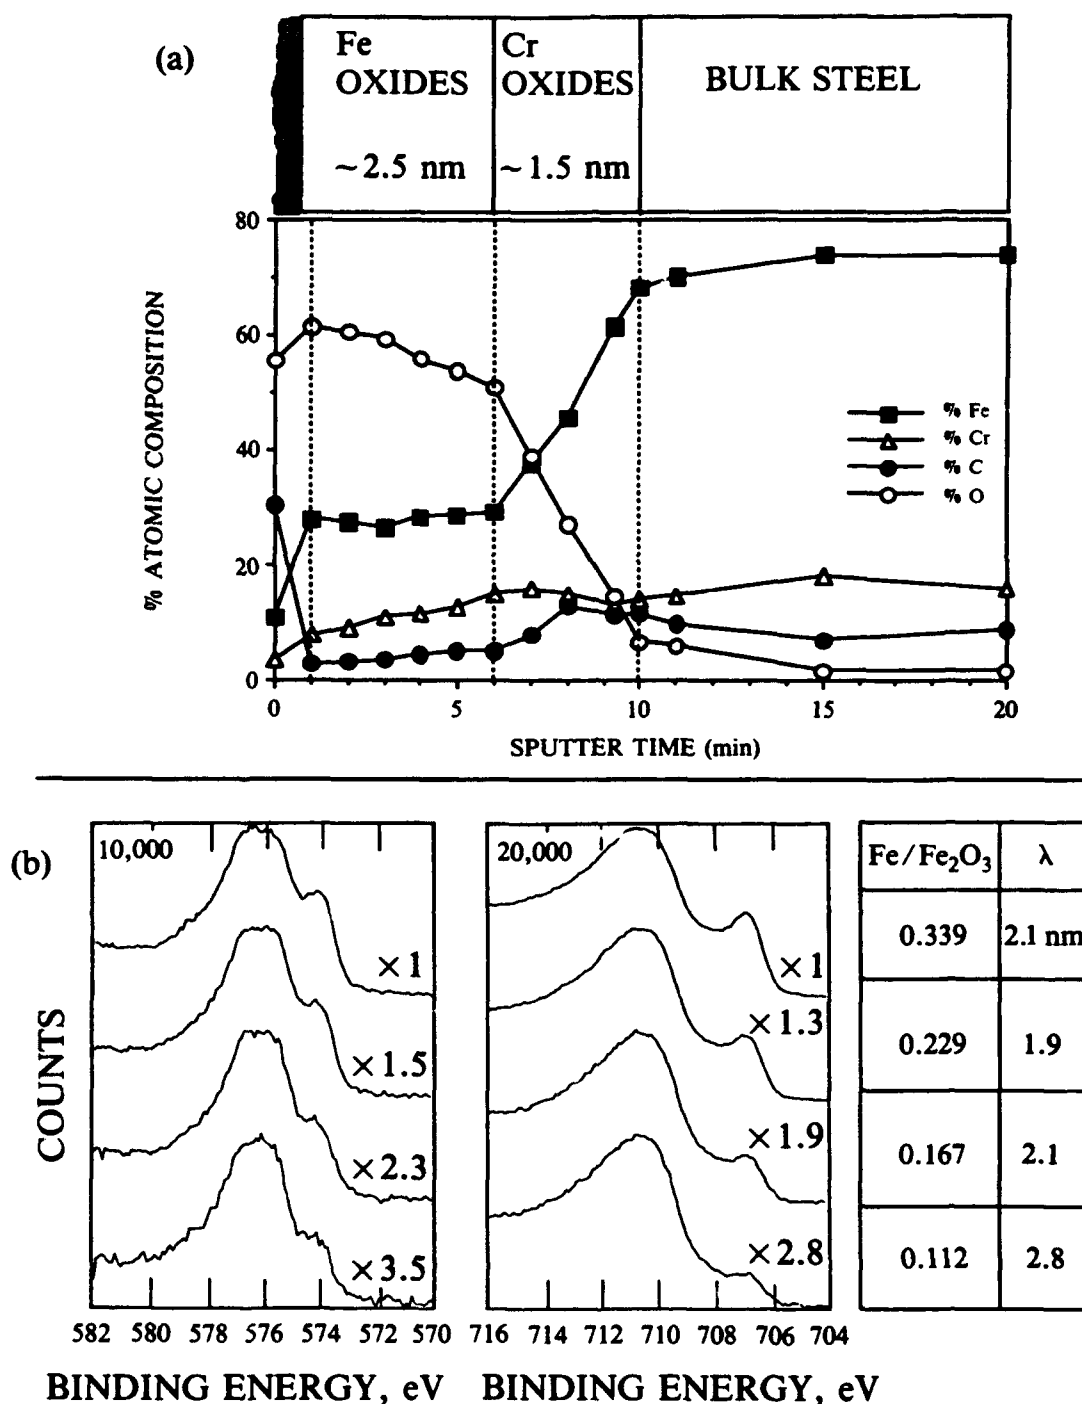 (a)
Fe OXIDES
~2.5 nm
Cr OXIDES
~1.5 nm
BULK STEEL
% ATOMIC COMPOSITION
80
60
40
20
0
% Fe
% Cr
% C
% O
0 5 10 15 20
SPUTTER TIME (min)
(b)
COUNTS
10,000
×1
×1.5
×2.3
×3.5
582 580 578 576 574 572 570
BINDING ENERGY, eV
20,000
×1
×1.3
×1.9
×2.8
716 714 712 710 708 706 704
BINDING ENERGY, eV
Fe/Fe₂O₃ λ
0.339 2.1 nm
0.229 1.9
0.167 2.1
0.112 2.8